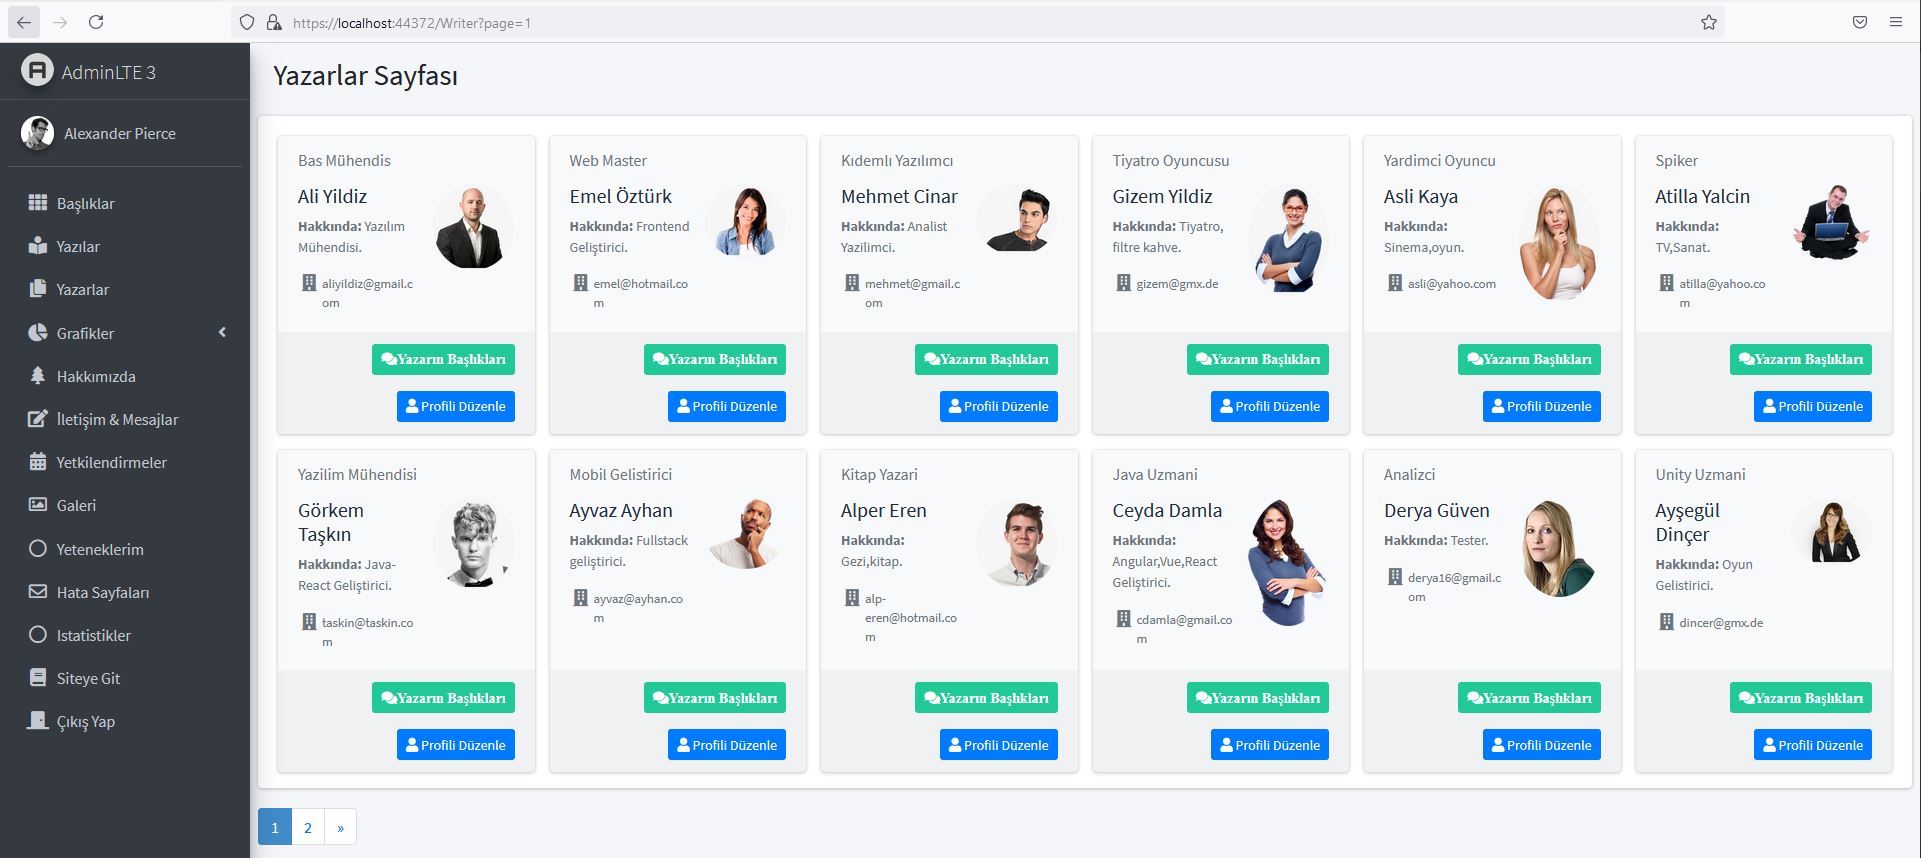 https://localhost:44372/Writer?page=1
AdminLTE 3
Alexander Pierce
Başlıklar
Yazılar
Yazarlar
Grafikler
Hakkımızda
İletişim & Mesajlar
Yetkilendirmeler
Galeri
Yeteneklerim
Hata Sayfaları
Istatistikler
Siteye Git
Çıkış Yap
Yazarlar Sayfası
Bas Mühendis
Ali Yildiz
Hakkında: Yazılım
Mühendisi.
aliyildiz@gmail.c
om
Yazarın Başlıkları
Profili Düzenle
Web Master
Emel Öztürk
Hakkında: Frontend
Geliştirici.
emel@hotmail.co
m
Yazarın Başlıkları
Profili Düzenle
Kıdemlı Yazılımcı
Mehmet Cinar
Hakkında: Analist
Yazilimci.
mehmet@gmail.c
om
Yazarın Başlıkları
Profili Düzenle
Tiyatro Oyuncusu
Gizem Yildiz
Hakkında: Tiyatro,
filtre kahve.
gizem@gmx.de
Yazarın Başlıkları
Profili Düzenle
Yardimci Oyuncu
Asli Kaya
Hakkında:
Sinema,oyun.
asli@yahoo.com
Yazarın Başlıkları
Profili Düzenle
Spiker
Atilla Yalcin
Hakkında:
TV,Sanat.
atilla@yahoo.co
m
Yazarın Başlıkları
Profili Düzenle
Yazilim Mühendisi
Görkem
Taşkın
Hakkında: Java-
React Geliştirici.
taskin@taskin.co
m
Yazarın Başlıkları
Profili Düzenle
Mobil Gelistirici
Ayvaz Ayhan
Hakkında: Fullstack
geliştirici.
ayvaz@ayhan.co
m
Yazarın Başlıkları
Profili Düzenle
Kitap Yazari
Alper Eren
Hakkında:
Gezi,kitap.
alp-
eren@hotmail.co
m
Yazarın Başlıkları
Profili Düzenle
Java Uzmani
Ceyda Damla
Hakkında:
Angular,Vue,React
Geliştirici.
cdamla@gmail.co
m
Yazarın Başlıkları
Profili Düzenle
Analizci
Derya Güven
Hakkında: Tester.
derya16@gmail.c
om
Yazarın Başlıkları
Profili Düzenle
Unity Uzmani
Ayşegül
Dinçer
Hakkında: Oyun
Gelistirici.
dincer@gmx.de
Yazarın Başlıkları
Profili Düzenle
1 2 »